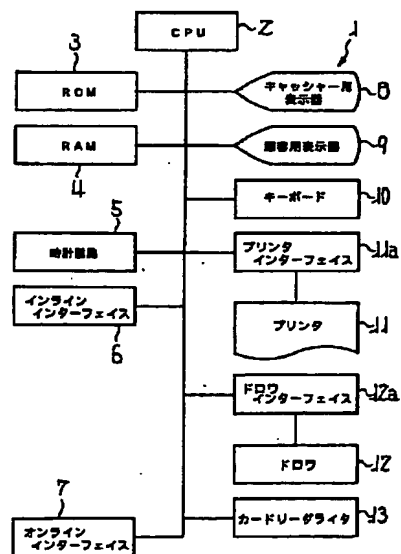 CPU
2
1
3
ROM
キャッシャー用
表示器
8
RAM
4
顧客用表示器
9
キーボード
10
5
時計回路
プリンタ
インターフェイス
11a
インライン
インターフェイス
6
プリンタ
11
ドロワ
インターフェイス
12a
ドロワ
12
7
オンライン
インターフェイス
カードリーダライタ
13